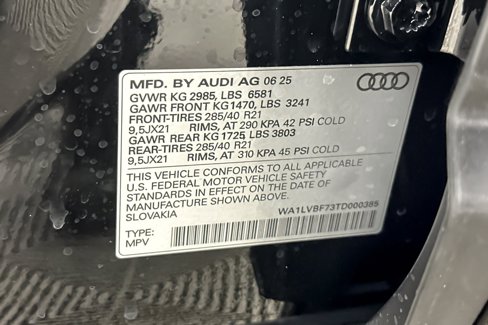 MFD. BY AUDI AG 06 25
GVWR KG 2985, LBS 6581
GAWR FRONT KG1470, LBS 3241
FRONT-TIRES 285/40 R21
9,5JX21 RIMS, AT 290 KPA 42 PSI COLD
GAWR REAR KG 1725 LBS 3803
REAR-TIRES 285/40 R21
9,5JX21 RIMS, AT 310 KPA 45 PSI COLD
THIS VEHICLE CONFORMS TO ALL APPLICABLE
U.S. FEDERAL MOTOR VEHICLE SAFETY
STANDARDS IN EFFECT ON THE DATE OF
MANUFACTURE SHOWN ABOVE.
SLOVAKIA WA1LVBF73TD000385
TYPE:
MPV